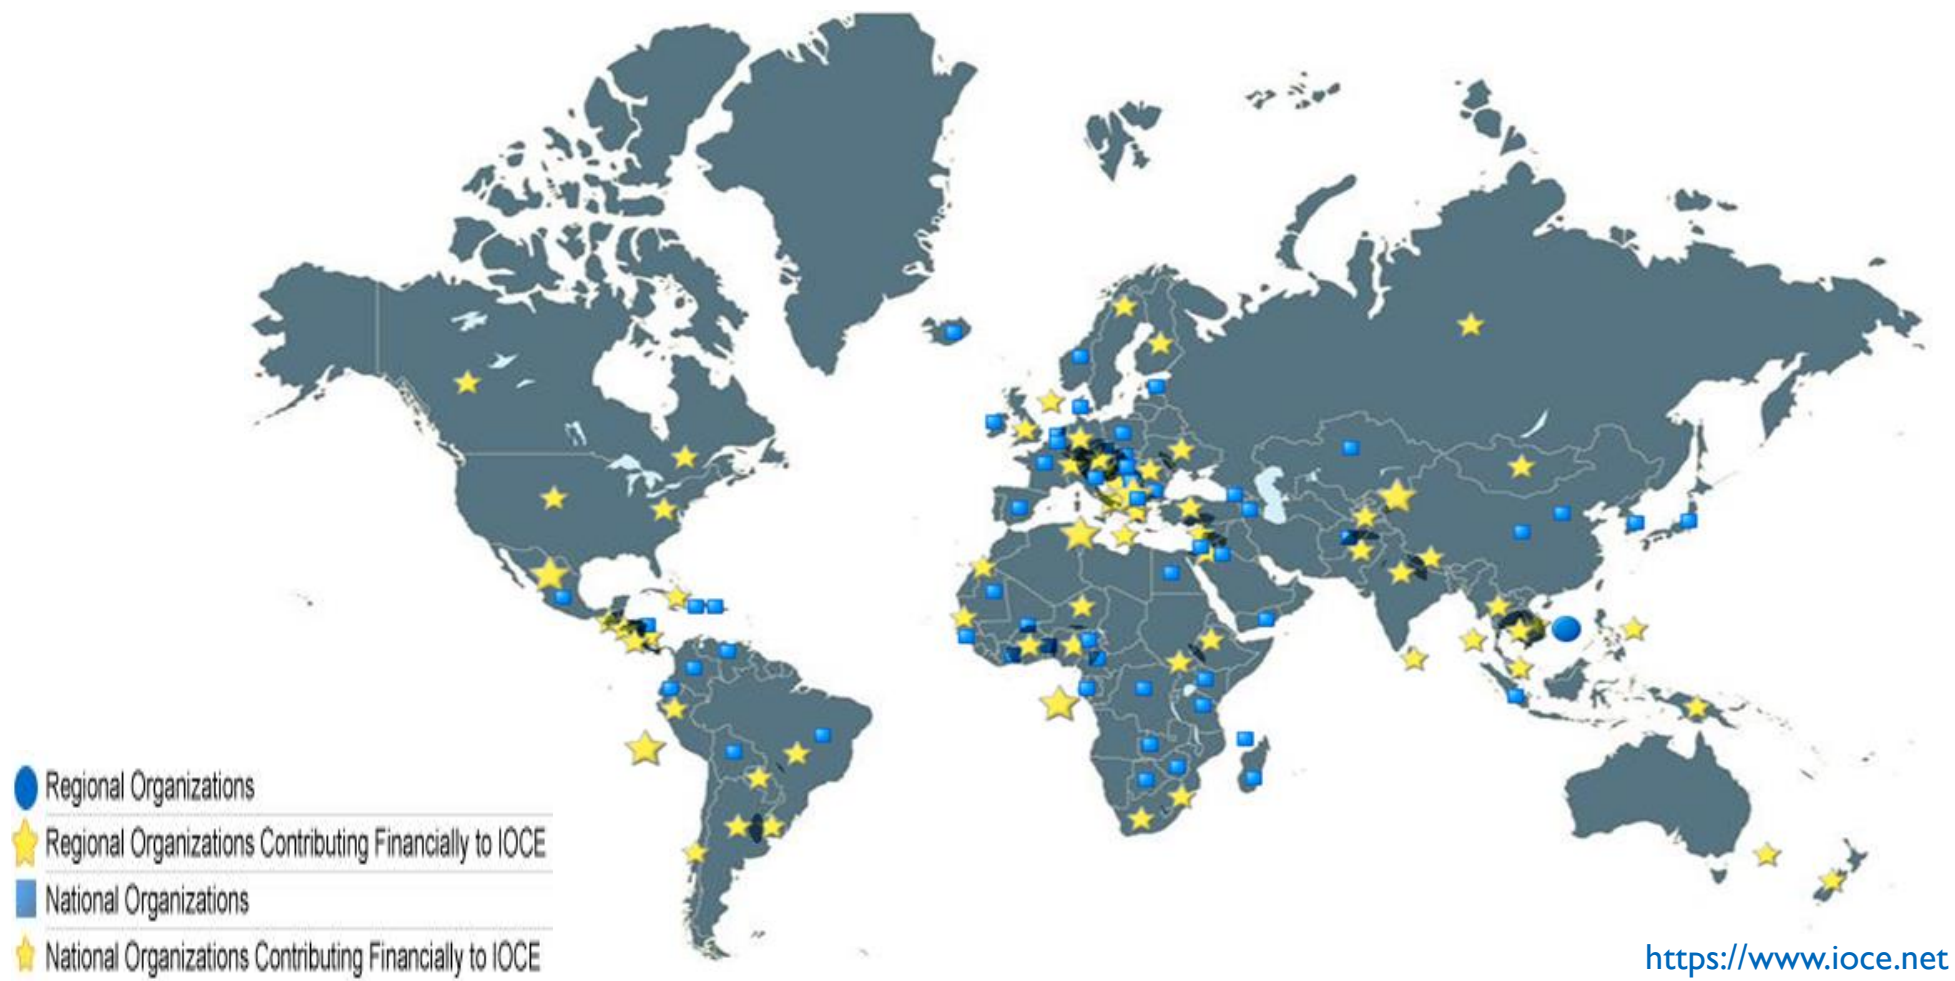 Regional Organizations
Regional Organizations Contributing Financially to IOCE
National Organizations
National Organizations Contributing Financially to IOCE
https://www.ioce.net